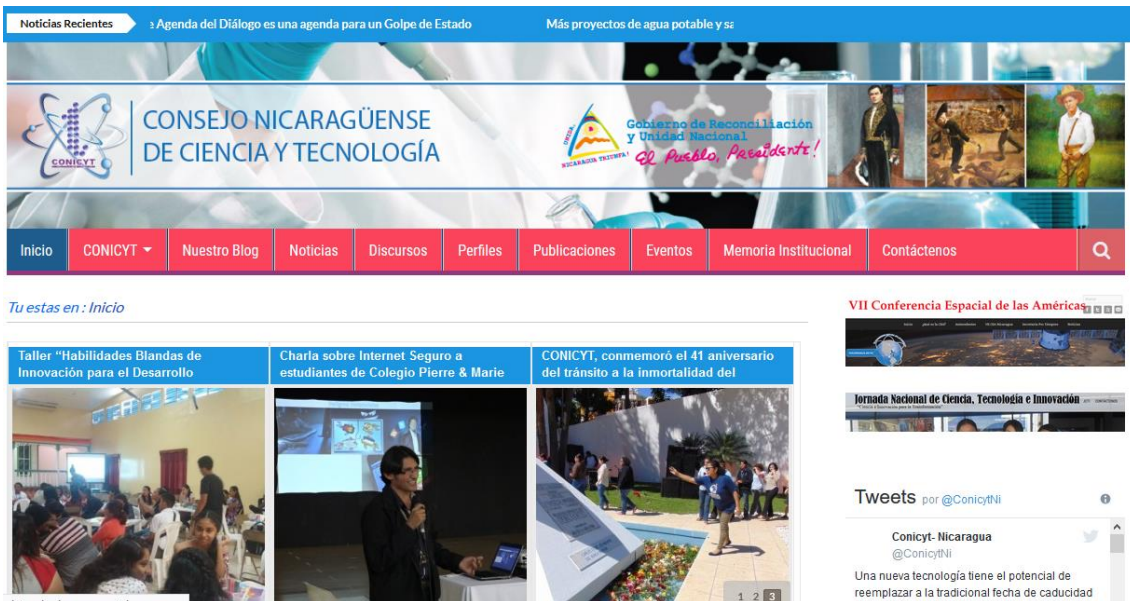 Noticias Recientes
Agenda del Diálogo es una agenda para un Golpe de Estado
Más proyectos de agua potable y sa
CONICYT
CONSEJO NICARAGÜENSE
DE CIENCIA Y TECNOLOGÍA
UNIDA,
NICARAGUA TRIUNFA!
Gobierno de Reconciliación
y Unidad Nacional
El Pueblo, Presidente!
Inicio
CONICYT
Nuestro Blog
Noticias
Discursos
Perfiles
Publicaciones
Eventos
Memoria Institucional
Contáctenos
Tu estas en : Inicio
Taller “Habilidades Blandas de
Innovación para el Desarrollo
Charla sobre Internet Seguro a
estudiantes de Colegio Pierre & Marie
CONICYT, conmemoró el 41 aniversario
del tránsito a la inmortalidad del
1 2 3
VII Conferencia Espacial de las Américas
Jornada Nacional de Ciencia, Tecnología e Innovación
Tweets por @ConicytNi
Conicyt- Nicaragua
@ConicytNi
Una nueva tecnología tiene el potencial de
reemplazar a la tradicional fecha de caducidad